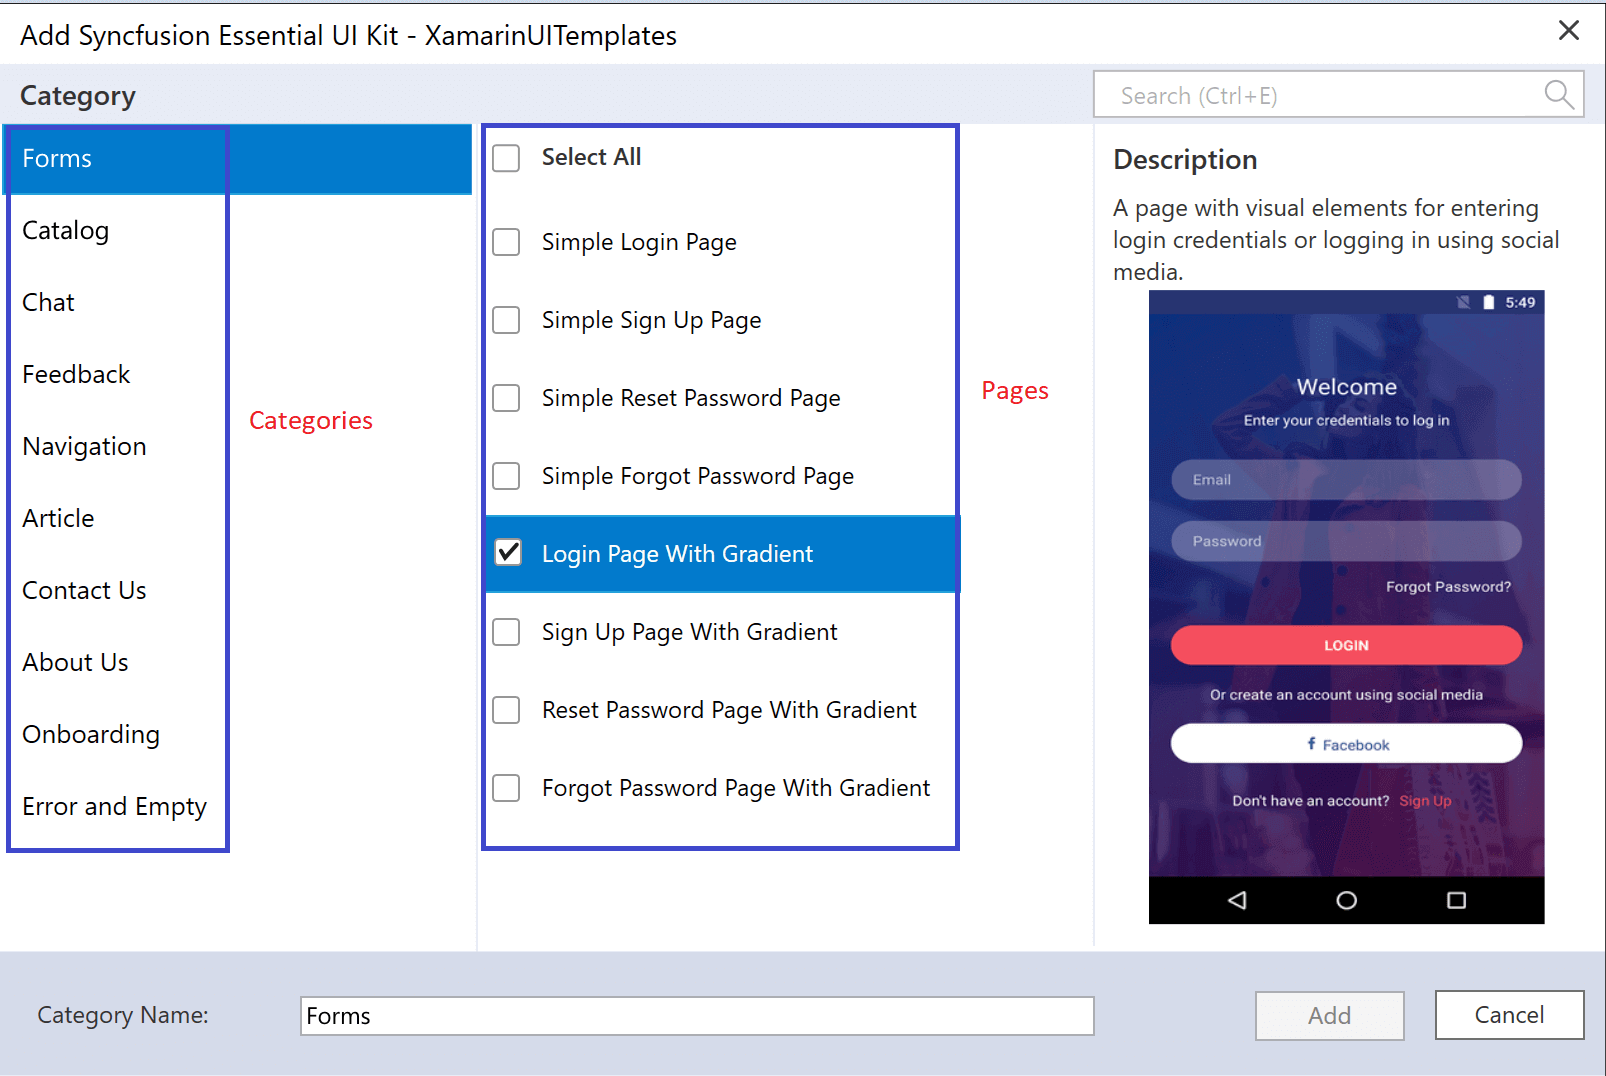 Add Syncfusion Essential UI Kit - XamarinUITemplates
Category
Search (Ctrl+E)
Forms
Catalog
Chat
Feedback
Navigation
Article
Contact Us
About Us
Onboarding
Error and Empty
Categories
Select All
Simple Login Page
Simple Sign Up Page
Simple Reset Password Page
Simple Forgot Password Page
Login Page With Gradient
Sign Up Page With Gradient
Reset Password Page With Gradient
Forgot Password Page With Gradient
Pages
Description
A page with visual elements for entering
login credentials or logging in using social
media.
5:49
Welcome
Enter your credentials to log in
Email
Password
Forgot Password?
LOGIN
Or create an account using social media
f Facebook
Don't have an account? Sign Up
Category Name:
Forms
Add
Cancel